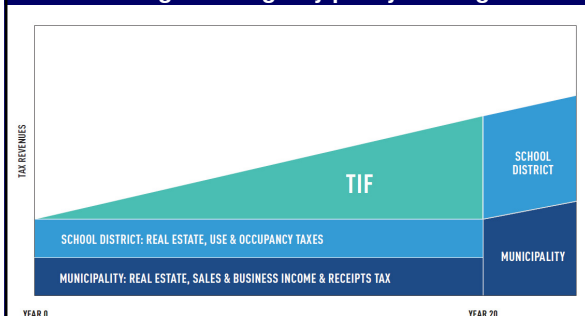 TAX REVENUES
TIF
SCHOOL
DISTRICT
SCHOOL DISTRICT: REAL ESTATE, USE & OCCUPANCY TAXES
MUNICIPALITY
MUNICIPALITY: REAL ESTATE, SALES & BUSINESS INCOME & RECEIPTS TAX
YEAR 0
YEAR 20